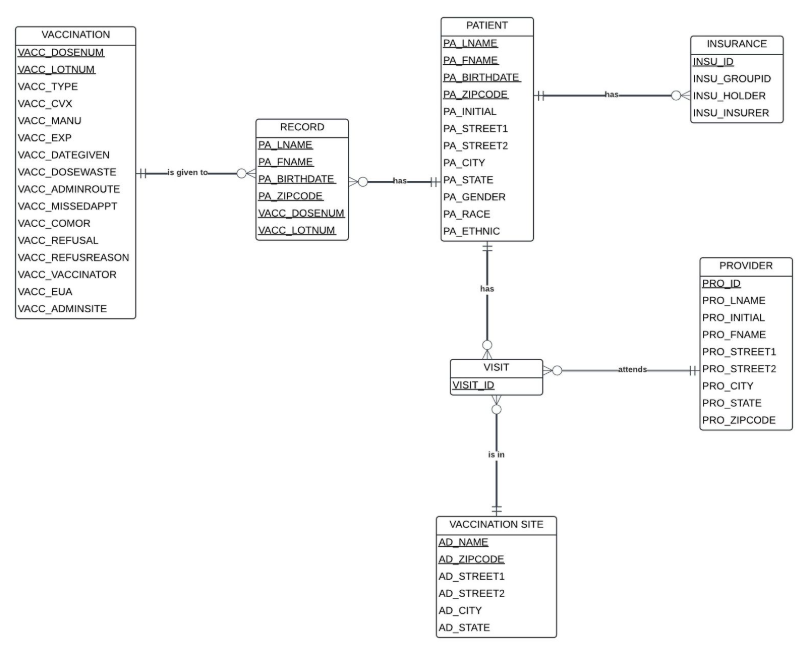 VACCINATION
VACC_DOSENUM
VACC_LOTNUM
VACC_TYPE
VACC_CVX
VACC_MANU
VACC_EXP
VACC_DATEGIVEN
VACC_DOSEWASTE
VACC_ADMINROUTE
VACC_MISSEDAPPT
VACC_COMOR
VACC_REFUSAL
VACC_REFUSREASON
VACC_VACCINATOR
VACC_EUA
VACC_ADMINSITE
is given to
RECORD
PA_LNAME
PA_FNAME
PA_BIRTHDATE
PA_ZIPCODE
VACC_DOSENUM
VACC_LOTNUM
has
PATIENT
PA_LNAME
PA_FNAME
PA_BIRTHDATE
PA_ZIPCODE
PA_INITIAL
PA_STREET1
PA_STREET2
PA_CITY
PA_STATE
PA_GENDER
PA_RACE
PA_ETHNIC
has
INSURANCE
INSU_ID
INSU_GROUPID
INSU_HOLDER
INSU_INSURER
has
VISIT
VISIT_ID
attends
PROVIDER
PRO_ID
PRO_LNAME
PRO_INITIAL
PRO_FNAME
PRO_STREET1
PRO_STREET2
PRO_CITY
PRO_STATE
PRO_ZIPCODE
is in
VACCINATION SITE
AD_NAME
AD_ZIPCODE
AD_STREET1
AD_STREET2
AD_CITY
AD_STATE